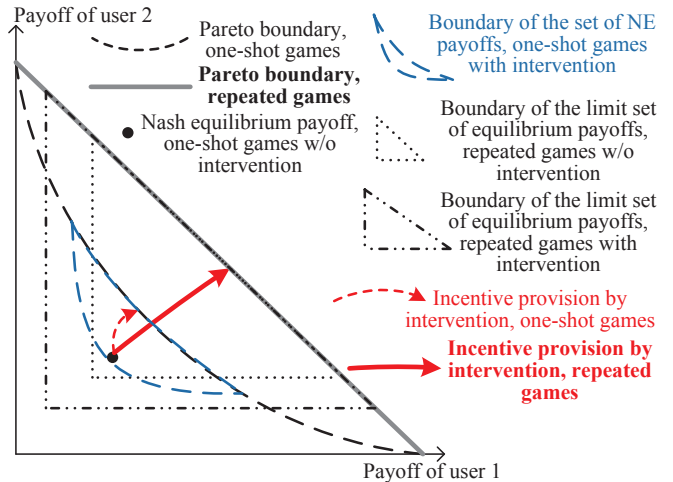 Payoff of user 2
Pareto boundary,
one-shot games
Pareto boundary,
repeated games
Nash equilibrium payoff,
one-shot games w/o
intervention
Boundary of the set of NE
payoffs, one-shot games
with intervention
Boundary of the limit set
of equilibrium payoffs,
repeated games w/o
intervention
Boundary of the limit set
of equilibrium payoffs,
repeated games with
intervention
Incentive provision by
intervention, one-shot games
Incentive provision by
intervention, repeated
games
Payoff of user 1